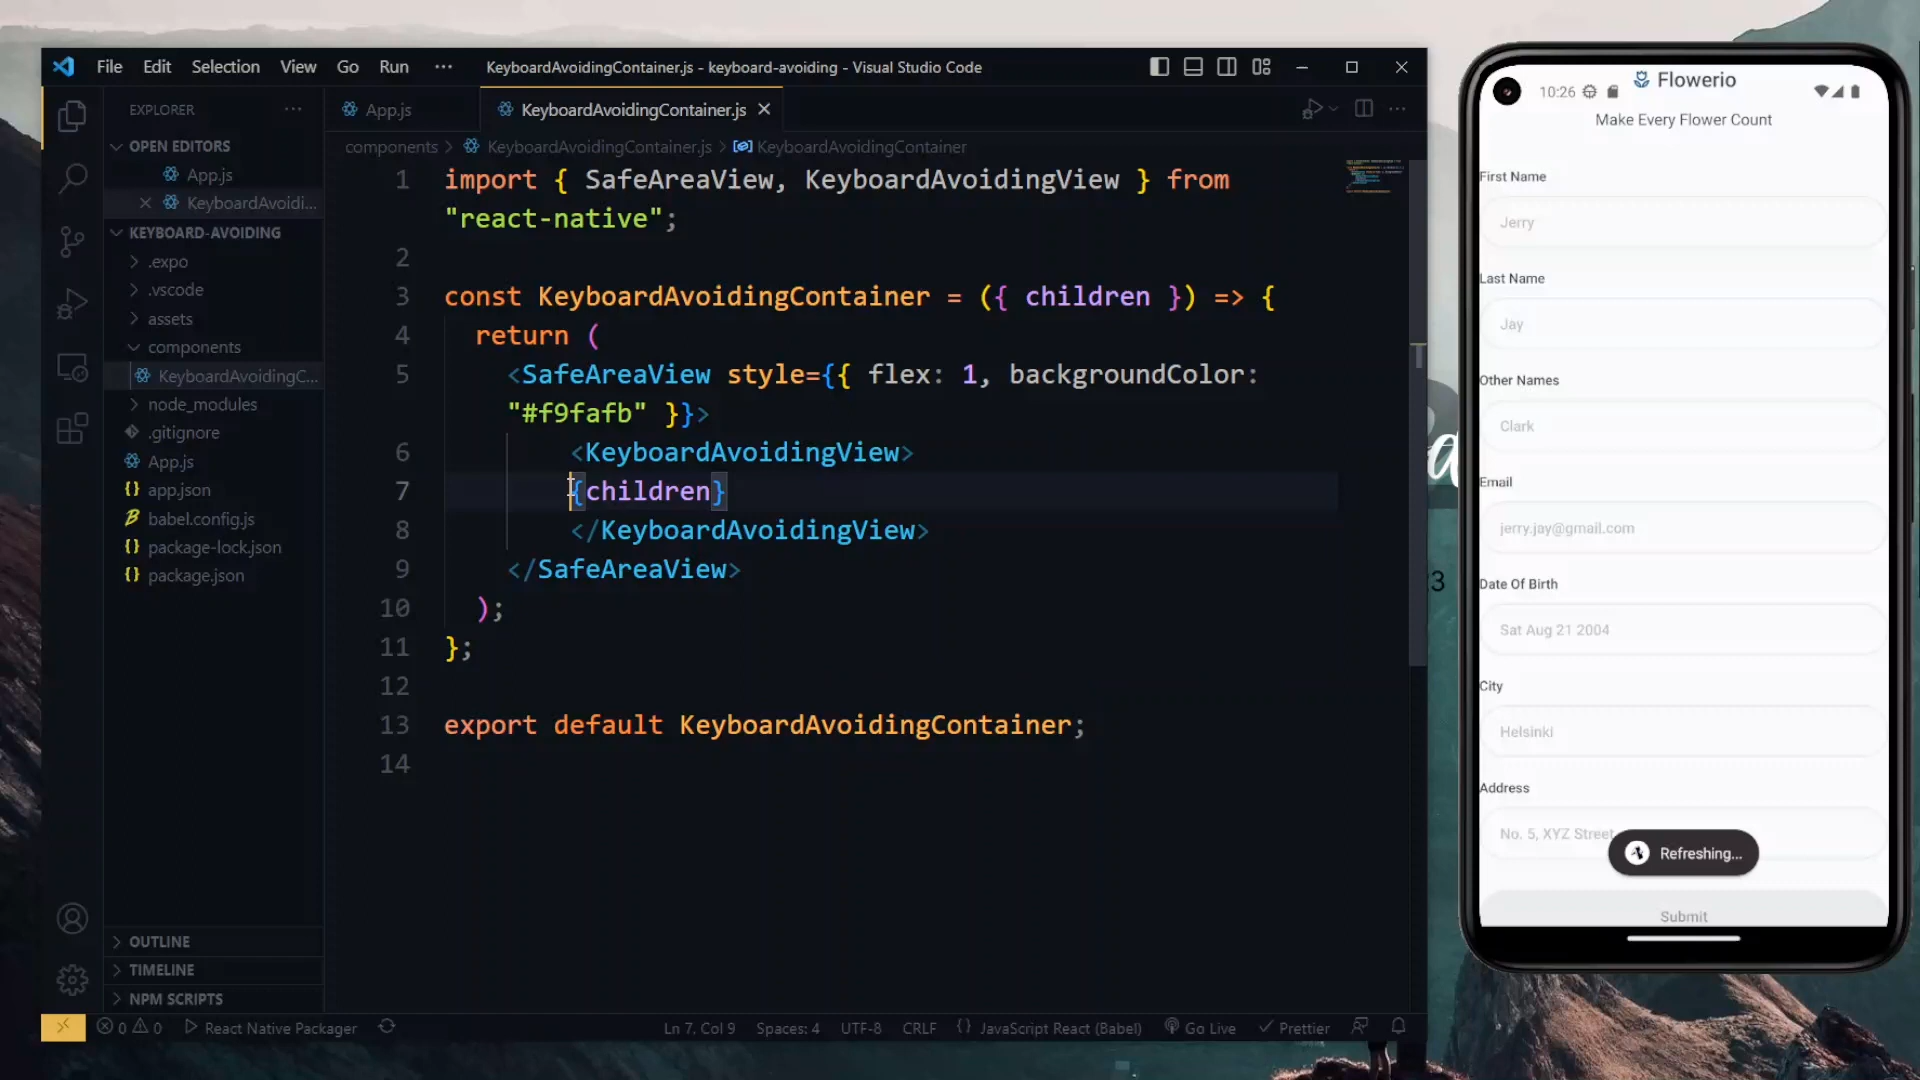 File Edit Selection View Go Run ··· KeyboardAvoidingContainer.js - keyboard-avoiding - Visual Studio Code
EXPLORER ···
OPEN EDITORS
App.js
KeyboardAvoidi...
KEYBOARD-AVOIDING
.expo
.vscode
assets
components
KeyboardAvoidingC...
node_modules
.gitignore
App.js
app.json
babel.config.js
package-lock.json
package.json
OUTLINE
TIMELINE
NPM SCRIPTS
App.js KeyboardAvoidingContainer.js
components > KeyboardAvoidingContainer.js > KeyboardAvoidingContainer
1 import { SafeAreaView, KeyboardAvoidingView } from
"react-native";
2
3 const KeyboardAvoidingContainer = ({ children }) => {
4 return (
5 <SafeAreaView style={{ flex: 1, backgroundColor:
"#f9fafb" }}>
6 <KeyboardAvoidingView>
7 {children}
8 </KeyboardAvoidingView>
9 </SafeAreaView>
10 );
11 };
12
13 export default KeyboardAvoidingContainer;
14
0 0 React Native Packager Ln 7, Col 9 Spaces: 4 UTF-8 CRLF {} JavaScript React (Babel) Go Live Prettier
10:26
Flowerio
Make Every Flower Count
First Name
Jerry
Last Name
Jay
Other Names
Clark
Email
jerry.jay@gmail.com
Date Of Birth
Sat Aug 21 2004
City
Helsinki
Address
No. 5, XYZ Street
Refreshing...
Submit